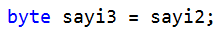 byte sayi3 = sayi2;